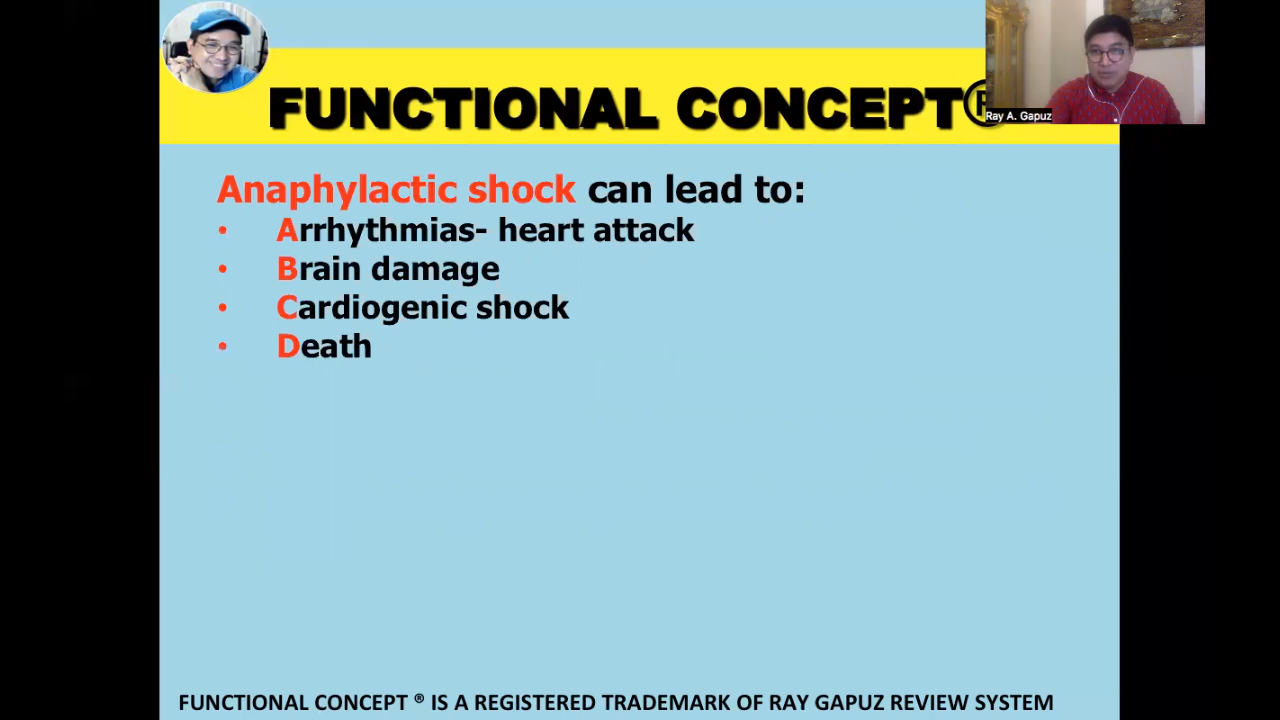 FUNCTIONAL CONCEPT®
Ray A. Gapuz
Anaphylactic shock can lead to:
• Arrhythmias- heart attack
• Brain damage
• Cardiogenic shock
• Death
FUNCTIONAL CONCEPT ® IS A REGISTERED TRADEMARK OF RAY GAPUZ REVIEW SYSTEM